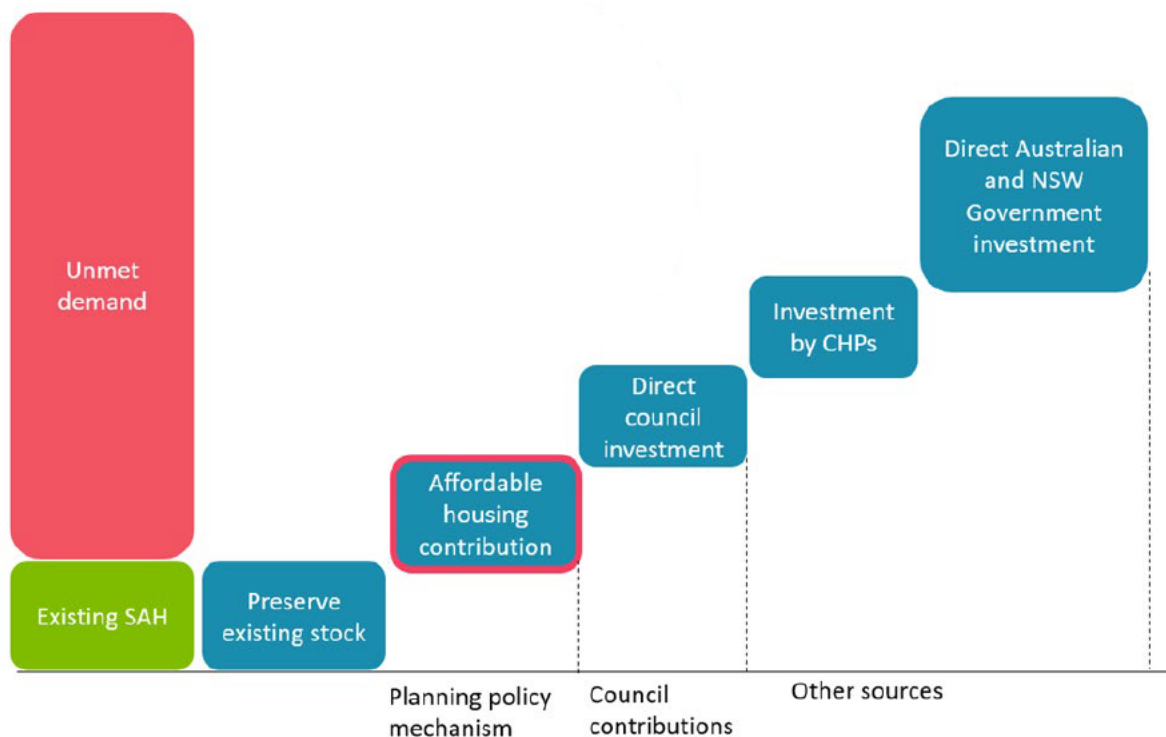 Unmet
demand
Existing SAH
Preserve
existing stock
Affordable
housing
contribution
Direct
council
investment
Investment
by CHPs
Direct Australian
and NSW
Government
investment
Planning policy
mechanism
Council
contributions
Other sources